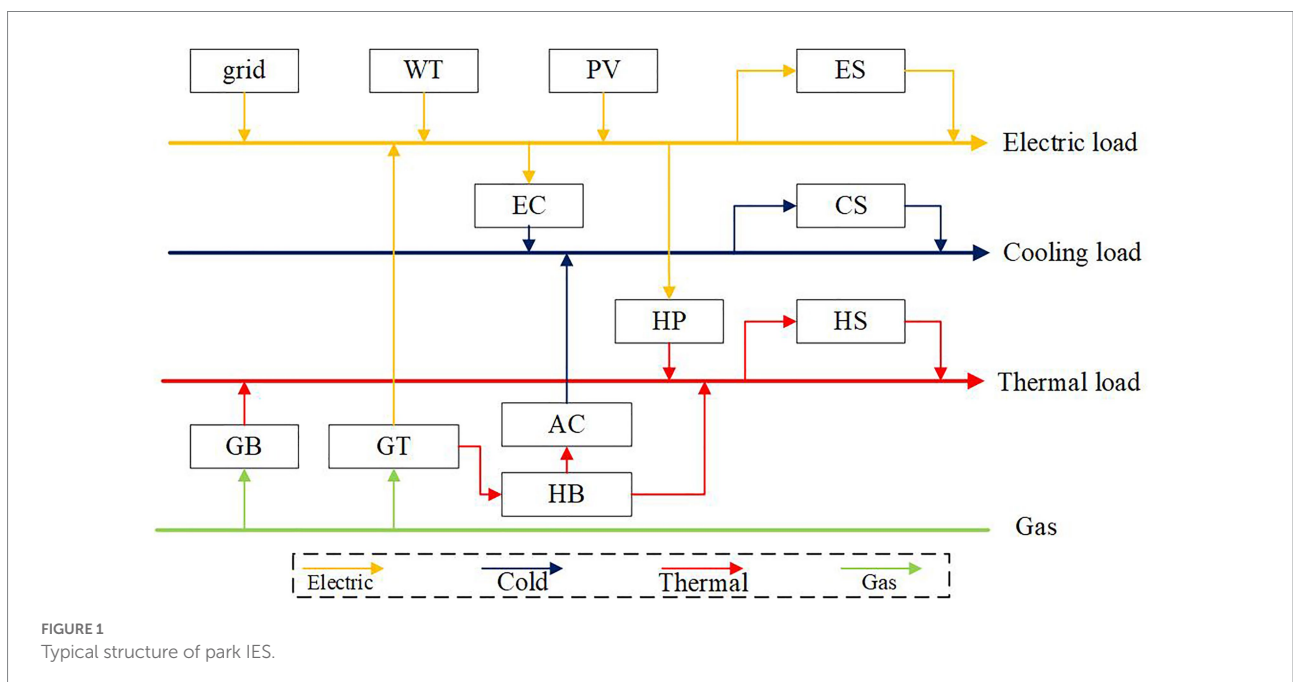 grid
WT
PV
ES
Electric load
EC
CS
Cooling load
HP
HS
Thermal load
AC
GB
GT
HB
Gas
Electric
Cold
Thermal
Gas
FIGURE 1
Typical structure of park IES.